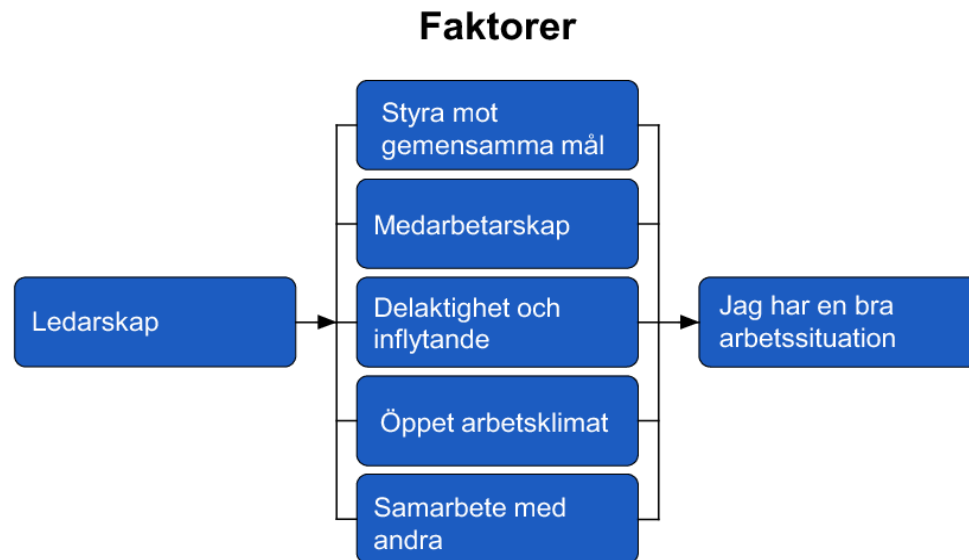 Faktorer
Styra mot
gemensamma mål
Medarbetarskap
Ledarskap
Delaktighet och
inflytande
Jag har en bra
arbetssituation
Öppet arbetsklimat
Samarbete med
andra